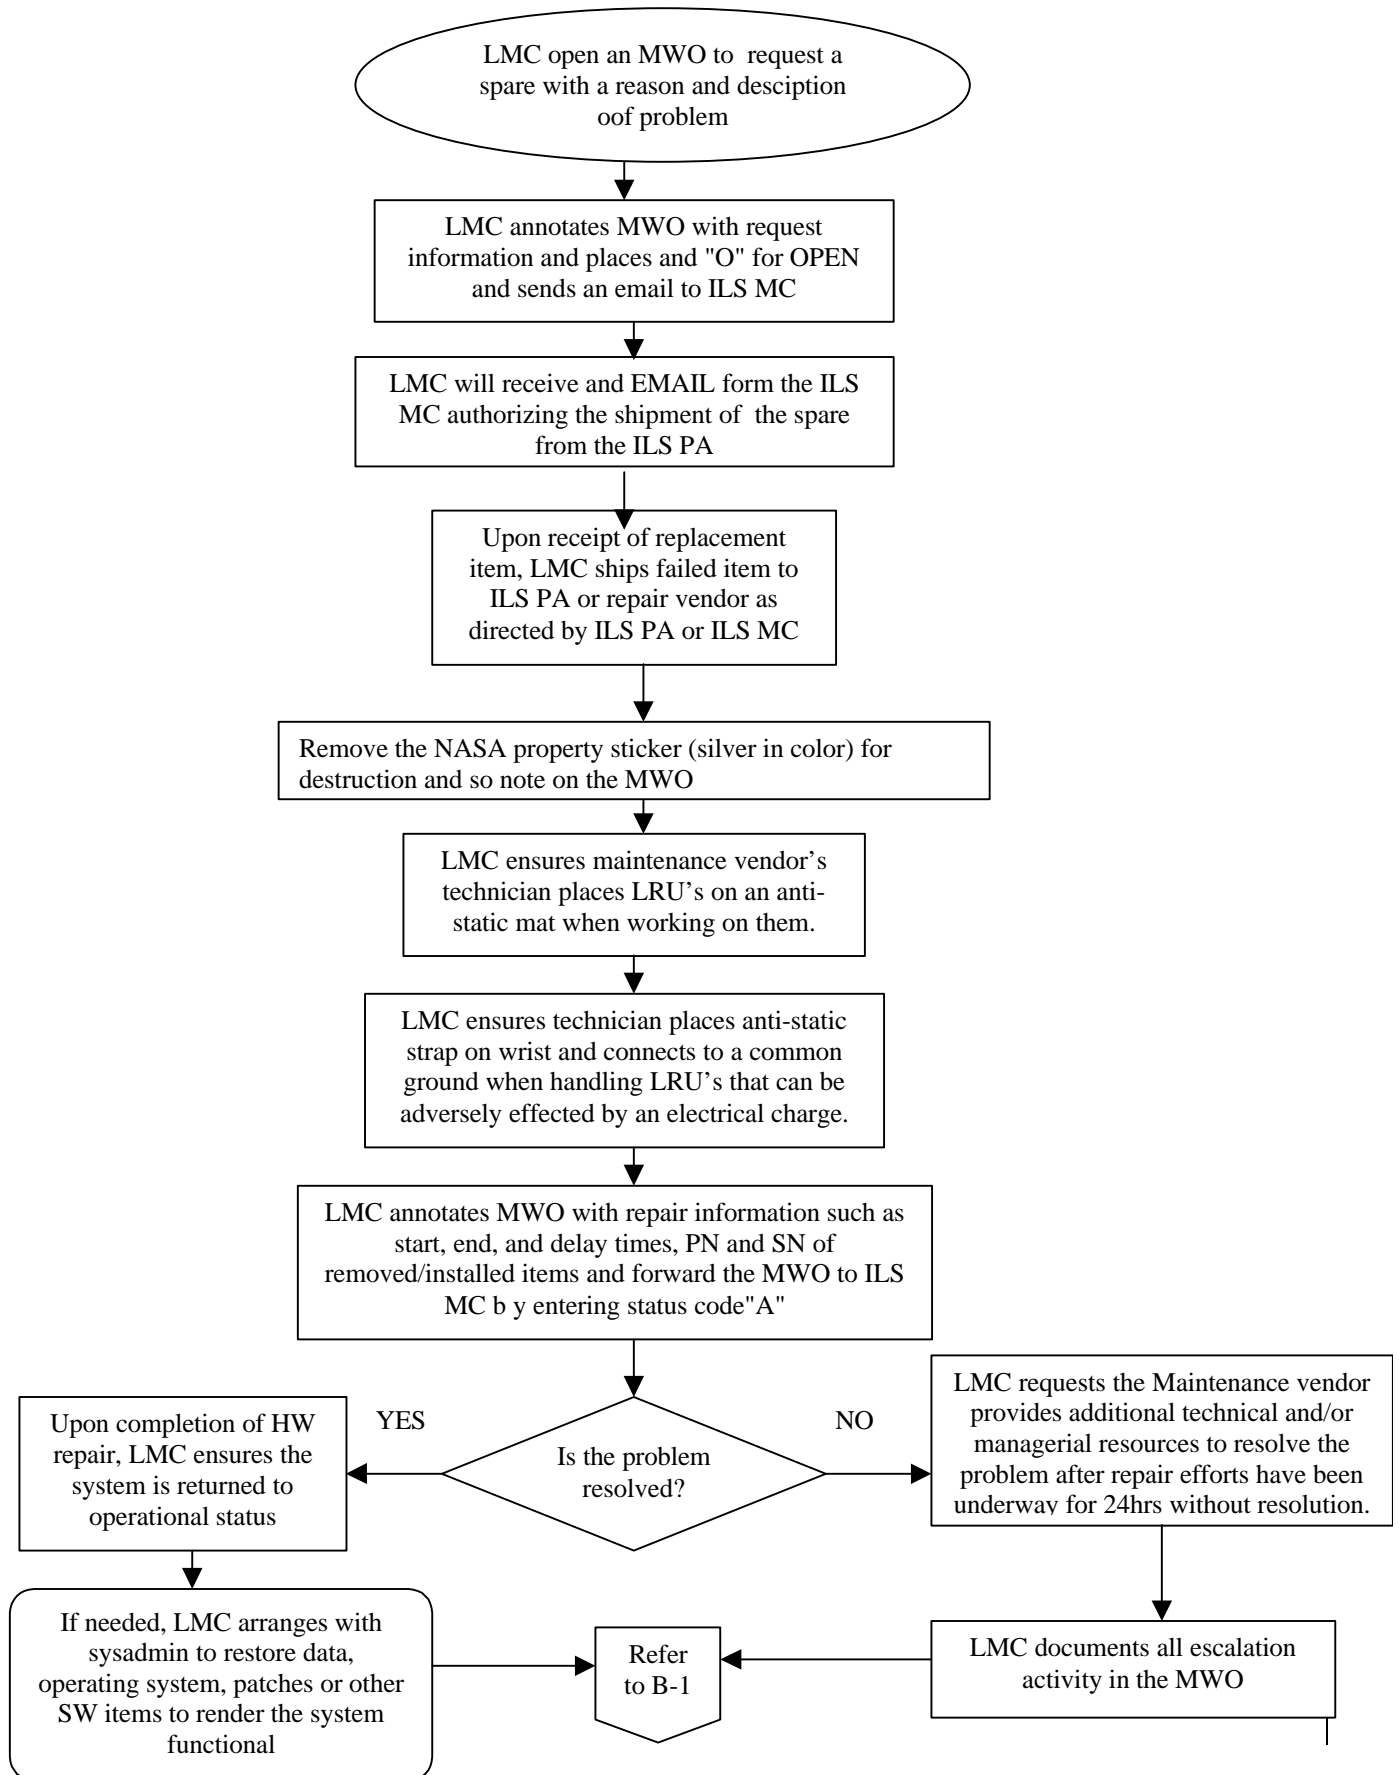 LMC open an MWO to  request a
spare with a reason and desciption
oof problem
LMC annotates MWO with request
information and places and "O" for OPEN
and sends an email to ILS MC
LMC will receive and EMAIL form the ILS
MC authorizing the shipment of  the spare
from the ILS PA
Upon receipt of replacement
item, LMC ships failed item to
ILS PA or repair vendor as
directed by ILS PA or ILS MC
Remove the NASA property sticker (silver in color) for
destruction and so note on the MWO
LMC ensures maintenance vendor’s
technician places LRU’s on an anti-
static mat when working on them.
LMC ensures technician places anti-static
strap on wrist and connects to a common
ground when handling LRU’s that can be
adversely effected by an electrical charge.
LMC annotates MWO with repair information such as
start, end, and delay times, PN and SN of
removed/installed items and forward the MWO to ILS
MC b y entering status code"A"
Is the problem
resolved?
YES
Upon completion of HW
repair, LMC ensures the
system is returned to
operational status
If needed, LMC arranges with
sysadmin to restore data,
operating system, patches or other
SW items to render the system
functional
NO
LMC requests the Maintenance vendor
provides additional technical and/or
managerial resources to resolve the
problem after repair efforts have been
underway for 24hrs without resolution.
LMC documents all escalation
activity in the MWO
Refer
to B-1